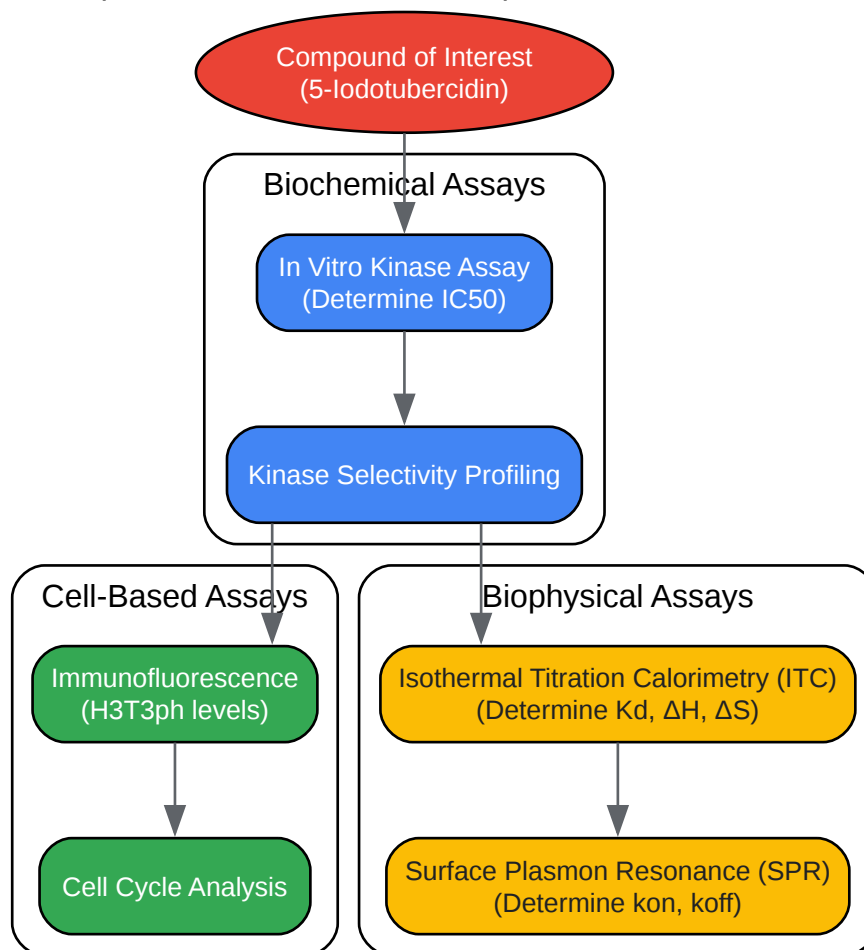 Compound of Interest
(5-Iodotubercidin)
Biochemical Assays
In Vitro Kinase Assay
(Determine IC50)
Kinase Selectivity Profiling
Cell-Based Assays
Immunofluorescence
(H3T3ph levels)
Cell Cycle Analysis
Biophysical Assays
Isothermal Titration Calorimetry (ITC)
(Determine Kd, ΔH, ΔS)
Surface Plasmon Resonance (SPR)
(Determine kon, koff)